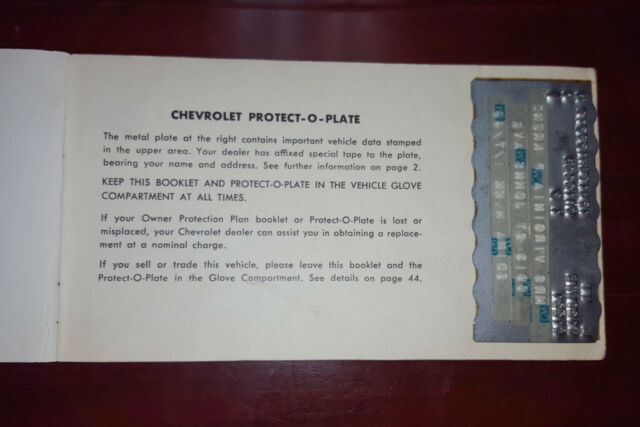 CHEVROLET PROTECT-O-PLATE
The metal plate at the right contains important vehicle data stamped
in the upper area. Your dealer has affixed special tape to the plate,
bearing your name and address. See further information on page 2.
KEEP THIS BOOKLET AND PROTECT-O-PLATE IN THE VEHICLE GLOVE
COMPARTMENT AT ALL TIMES.
If your Owner Protection Plan booklet or Protect-O-Plate is lost or
misplaced, your Chevrolet dealer can assist you in obtaining a replace-
ment at a nominal charge.
If you sell or trade this vehicle, please leave this booklet and the
Protect-O-Plate in the Glove Compartment. See details on page 44.